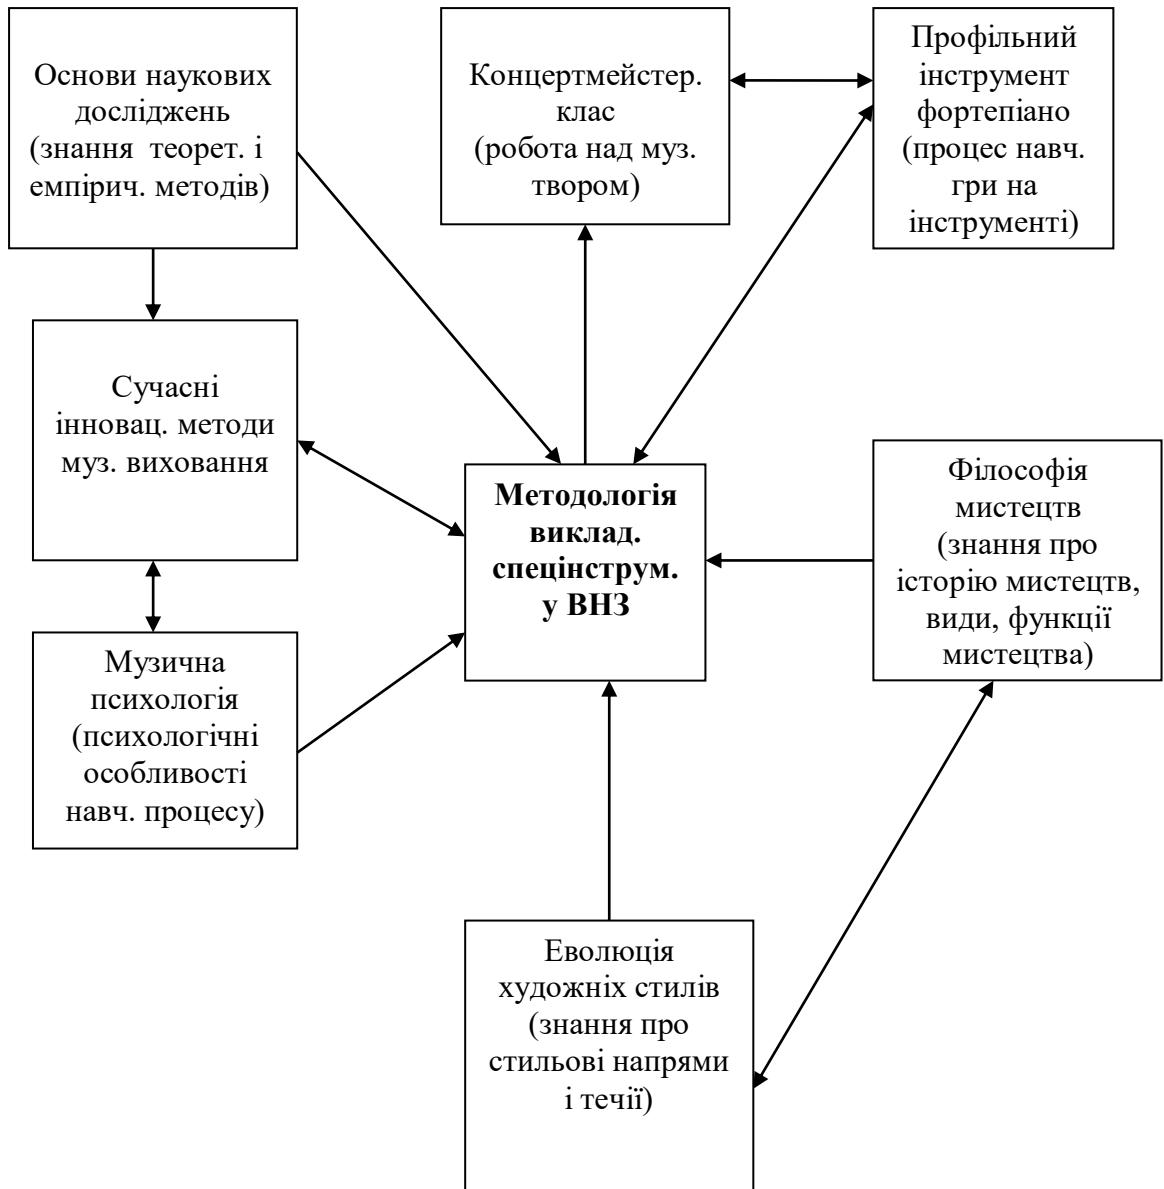 Основи наукових
досліджень
(знання теорет. і
емпірич. методів)
Концертмейстер.
клас
(робота над муз.
твором)
Профільний
інструмент
фортепіано
(процес навч.
гри на
інструменті)
Сучасні
інновац. методи
муз. виховання
Методологія
виклад.
спецінструм.
у ВНЗ
Філософія
мистецтв
(знання про
історію мистецтв,
види, функції
мистецтва)
Музична
психологія
(психологічні
особливості
навч. процесу)
Еволюція
художніх стилів
(знання про
стильові напрями
і течії)